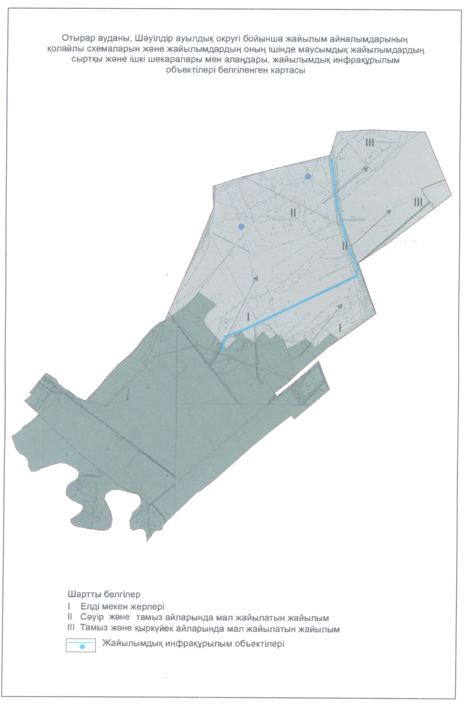 Отырар ауданы, Шәуілдір ауылдық округі бойынша жайылым айналымдарының
қолайлы схемаларын және жайылымдардың оның ішінде маусымдық жайылымдардың
сыртқы және ішкі шекаралары мен алаңдары, жайылымдық инфрақұрылым
объектілері белгіленген картасы
III
III
II
II
I
I
Шартты белгілер
I Елді мекен жерлері
II Сәуір және тамыз айларында мал жайылатын жайылым
III Тамыз және қыркүйек айларында мал жайылатын жайылым
Жайылымдық инфрақұрылым объектілері